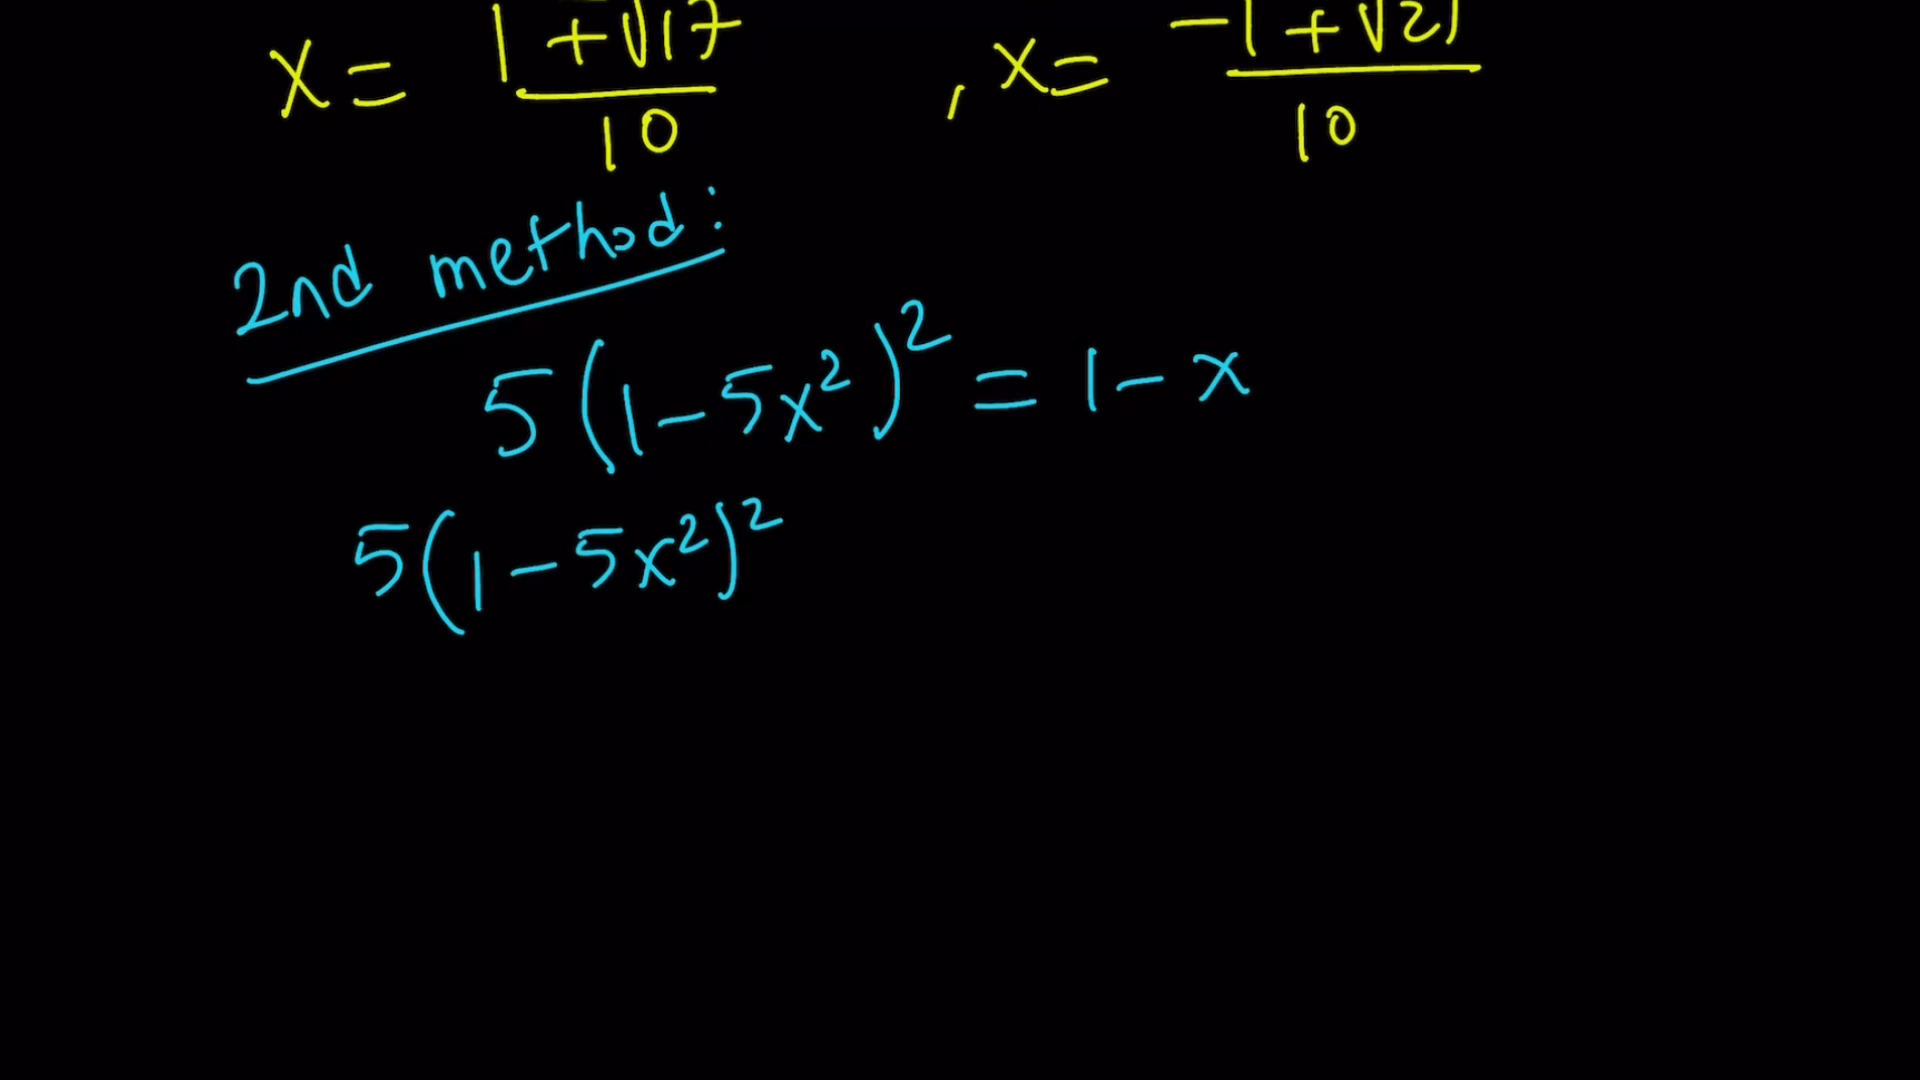 x = 1 + √17 / 10 , x = -1 + √21 / 10
2nd method:
5(1 - 5x²)² = 1 - x
5(1 - 5x²)²